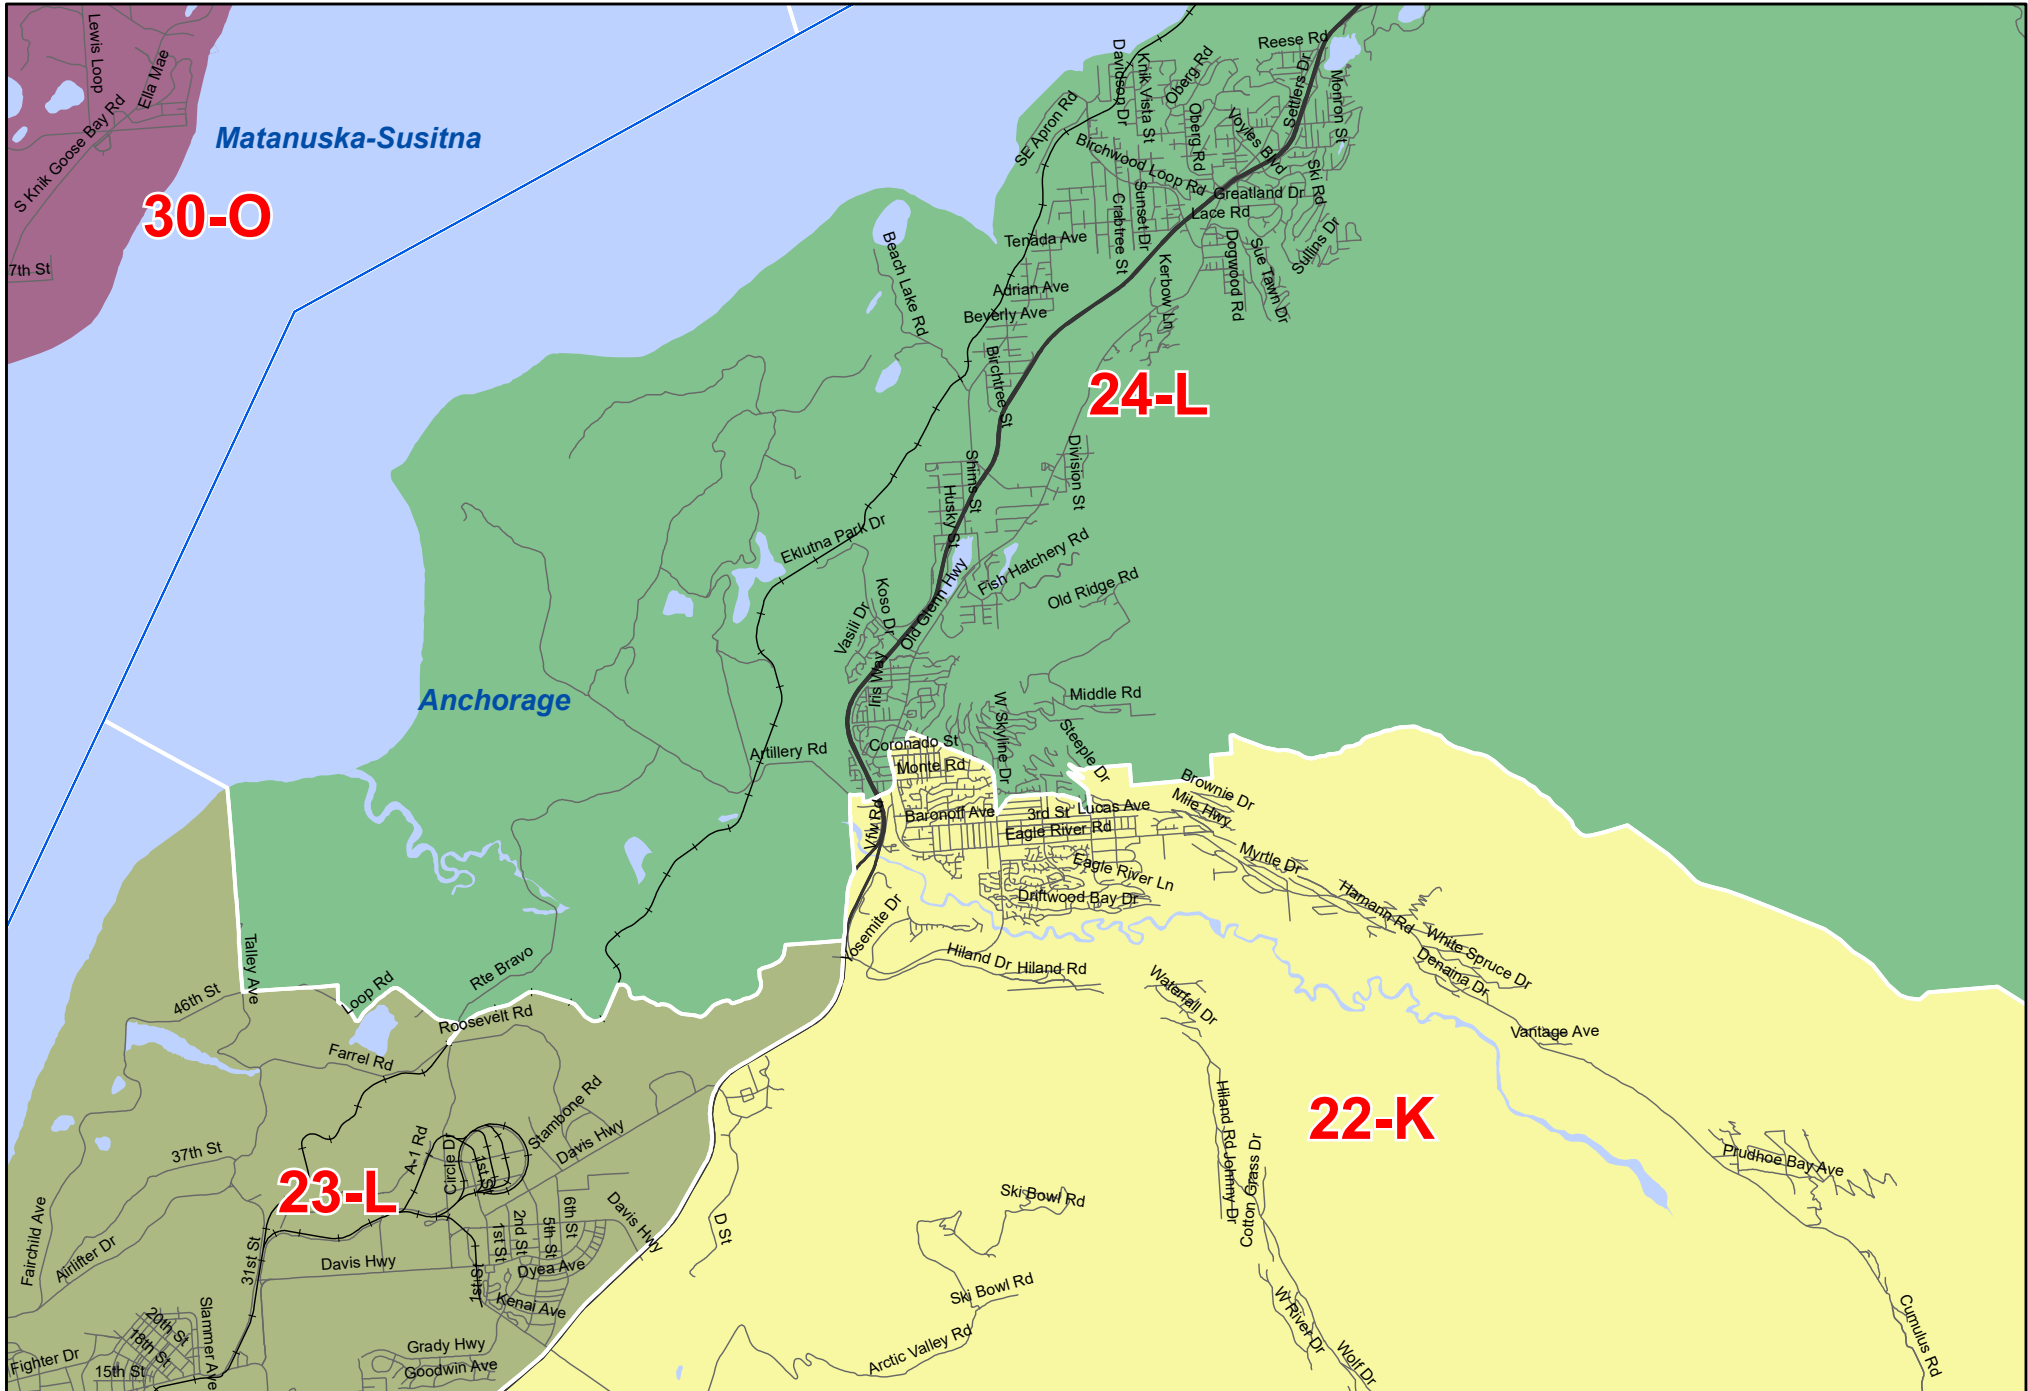 Lewis Loop
Ella Mae
S Knik Goose Bay Rd
Matanuska-Susitna
30-O
7th St
Reese Rd
Davidson Dr
Knik Vista St
Oberg Rd
Settlers Dr
Monron St
SE Apron Rd
Oberg Rd
Voyles Blvd
Birchwood Loop Rd
Ski Rd
Greatland Dr
Crabtree St
Sunset Dr
Lace Rd
Tenada Ave
Dogwood Rd
Sue Tawn Dr
Sullins Dr
Beach Lake Rd
Kerbow Ln
Adrian Ave
Beverly Ave
Birchtree St
24-L
Division St
Shims St
Husky St
Eklutna Park Dr
Fish Hatchery Rd
Old Ridge Rd
Koso Dr
Vasili Dr
Old Glenn Hwy
Iris Way
Anchorage
Middle Rd
W Skyline Dr
Steeple Dr
Coronado St
Artillery Rd
Monte Rd
Brownie Dr
Mile Hwy
Vfw Rd
Baronoff Ave
3rd St
Lucas Ave
Eagle River Rd
Myrtle Dr
Eagle River Ln
Driftwood Bay Dr
Hamann Rd
Yosemite Dr
White Spruce Dr
Hiland Dr
Hiland Rd
Denaina Dr
Talley Ave
Rte Bravo
Loop Rd
46th St
Waterfall Dr
Roosevelt Rd
Vantage Ave
Farrel Rd
Stambone Rd
22-K
Hiland Rd
Johnny Dr
Cotton Grass Dr
Davis Hwy
A-1 Rd
Circle Dr
1st St
37th St
Prudhoe Bay Ave
23-L
Ski Bowl Rd
Fairchild Ave
Airlifter Dr
31st St
1st St
2nd St
5th St
6th St
Davis Hwy
D St
Davis Hwy
Dyea Ave
1st St
Kenai Ave
Ski Bowl Rd
W River Dr
Cumulus Rd
20th St
18th St
Slammer Ave
Arctic Valley Rd
Wolf Dr
Grady Hwy
Goodwin Ave
Fighter Dr
15th St